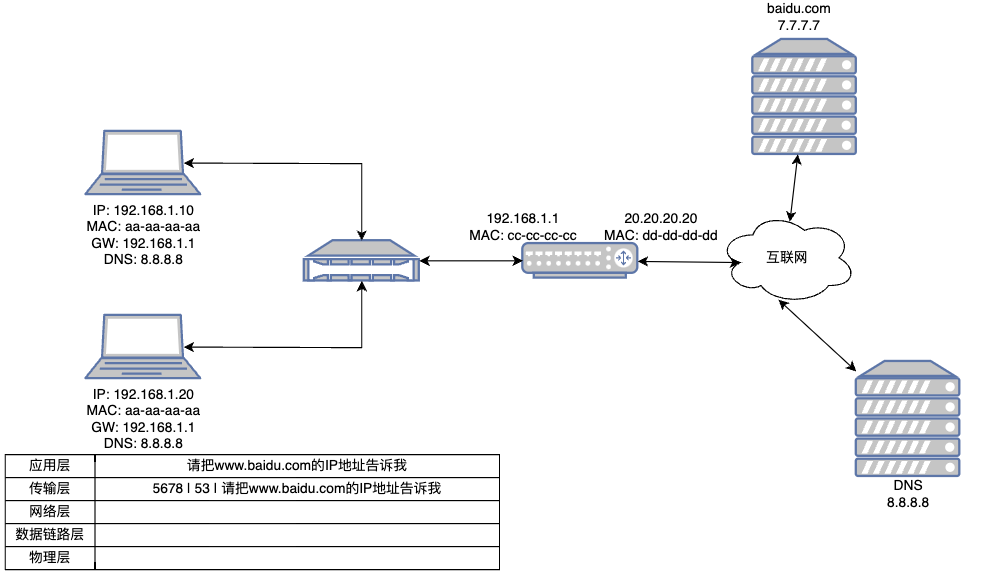 baidu.com
7.7.7.7
IP: 192.168.1.10
MAC: aa-aa-aa-aa
GW: 192.168.1.1
DNS: 8.8.8.8
192.168.1.1
MAC: cc-cc-cc-cc
20.20.20.20
MAC: dd-dd-dd-dd
互联网
IP: 192.168.1.20
MAC: aa-aa-aa-aa
GW: 192.168.1.1
DNS: 8.8.8.8
DNS
8.8.8.8
应用层 请把www.baidu.com的IP地址告诉我
传输层 5678 | 53 | 请把www.baidu.com的IP地址告诉我
网络层
数据链路层
物理层